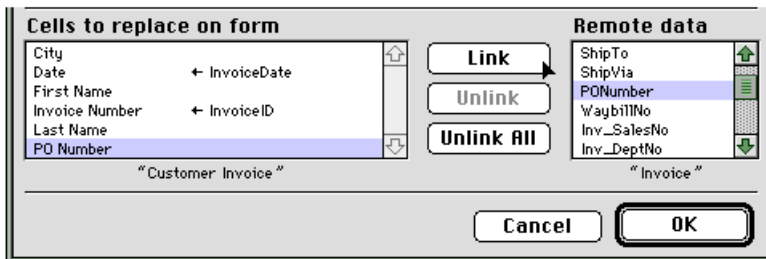 Cells to replace on form
City
Date ← InvoiceDate
First Name
Invoice Number ← InvoiceID
Last Name
PO Number
"Customer Invoice"
Link
Unlink
Unlink All
Remote data
ShipTo
ShipVia
PONumber
WaybillNo
Inv_SalesNo
Inv_DeptNo
"Invoice"
Cancel
OK